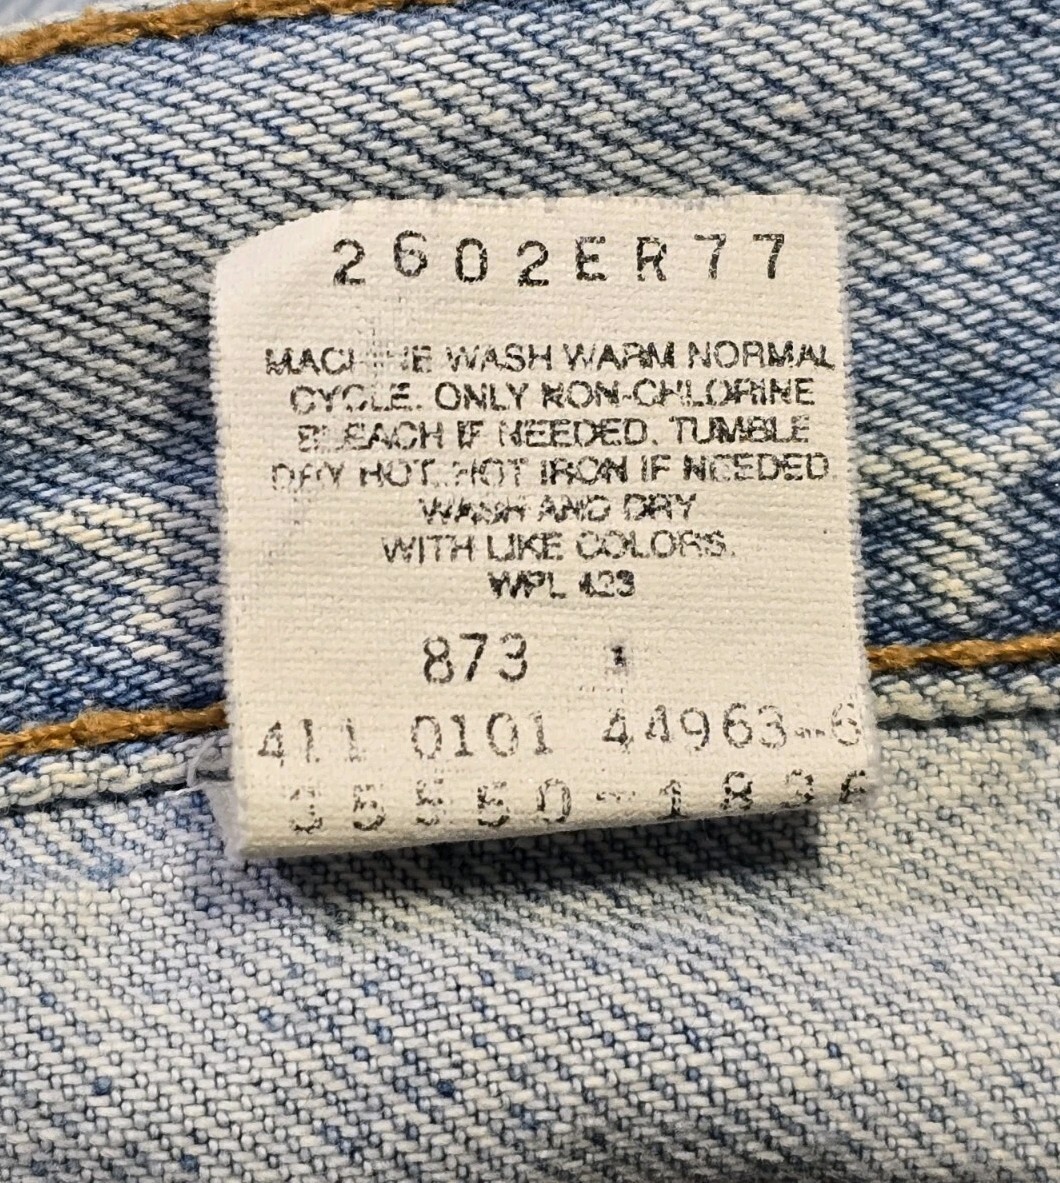 2602ER77
MACHINE WASH WARM NORMAL
CYCLE. ONLY NON-CHLORINE
BLEACH IF NEEDED. TUMBLE
DRY HOT. HOT IRON IF NEEDED
WASH AND DRY
WITH LIKE COLORS.
WPL 423
873
411 0101 44963-6